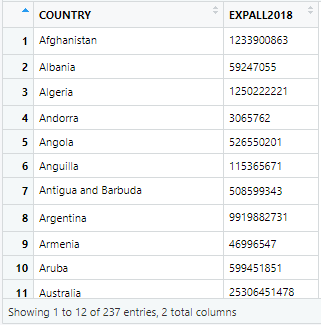 COUNTRY EXPALL2018
1 Afghanistan 1233900863
2 Albania 59247055
3 Algeria 1250222221
4 Andorra 3065762
5 Angola 526550201
6 Anguilla 115365671
7 Antigua and Barbuda 508599343
8 Argentina 9919882731
9 Armenia 46996547
10 Aruba 599451851
11 Australia 25306451478
Showing 1 to 12 of 237 entries, 2 total columns